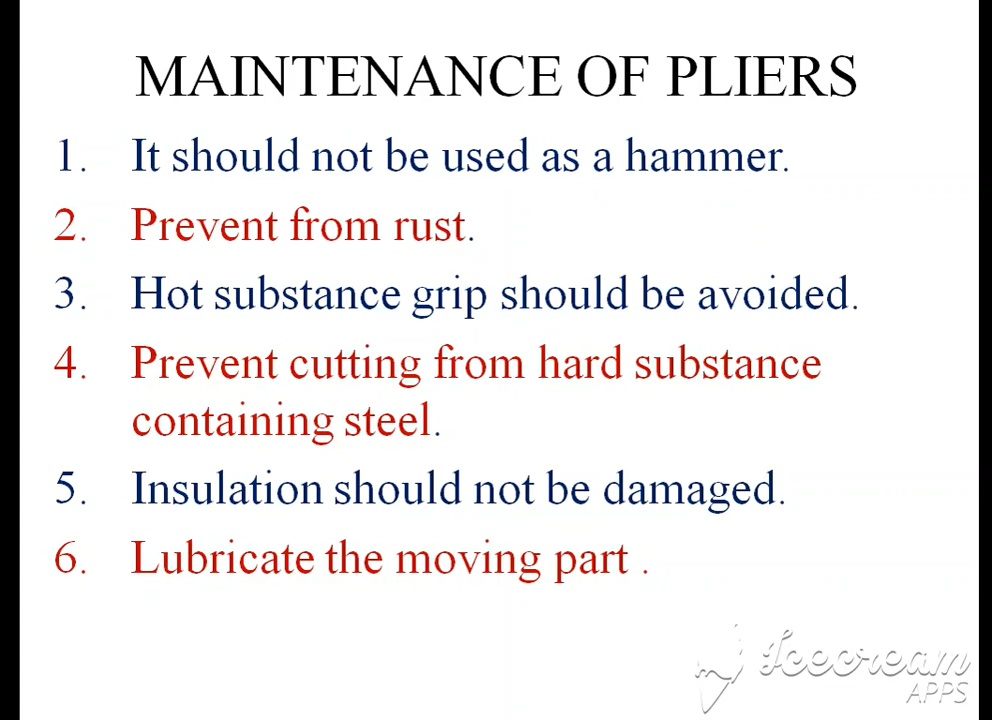 MAINTENANCE OF PLIERS
1. It should not be used as a hammer.
2. Prevent from rust.
3. Hot substance grip should be avoided.
4. Prevent cutting from hard substance
containing steel.
5. Insulation should not be damaged.
6. Lubricate the moving part .
Icecream
APPS